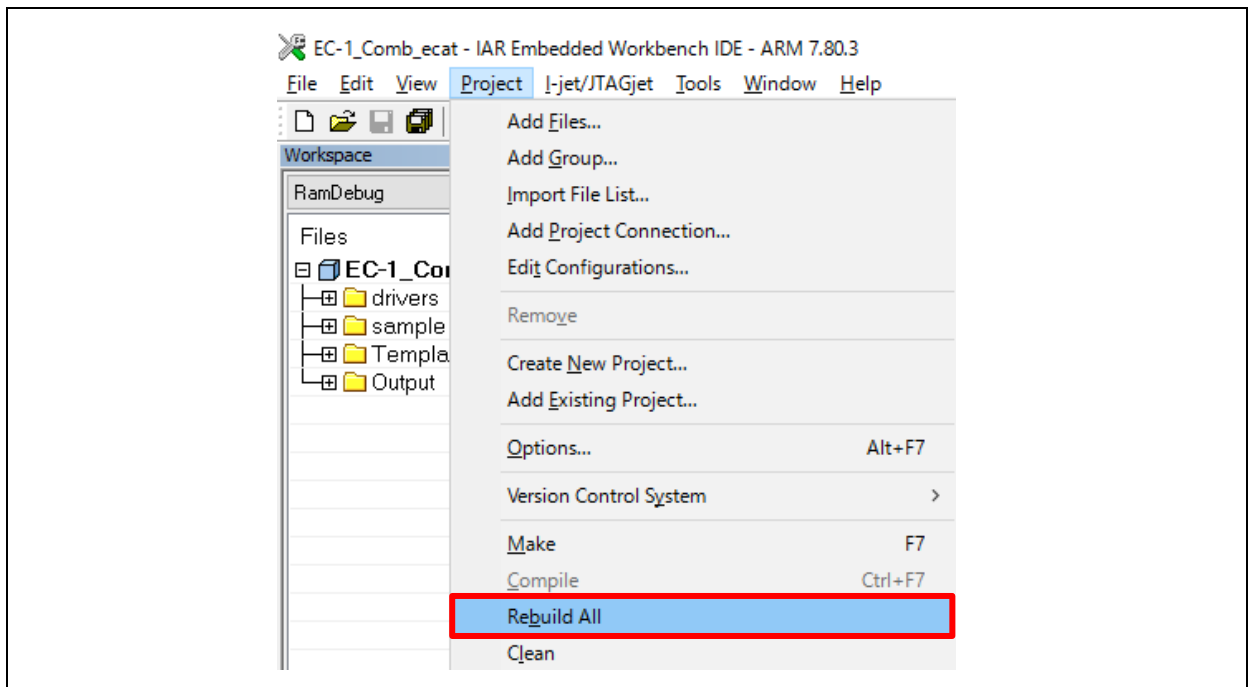 EC-1_Comb_ecat - IAR Embedded Workbench IDE - ARM 7.80.3
File Edit View Project I-jet/JTAGjet Tools Window Help
Workspace
RamDebug
Files
EC-1_Co
drivers
sample
Templa
Output
Add Files...
Add Group...
Import File List...
Add Project Connection...
Edit Configurations...
Remove
Create New Project...
Add Existing Project...
Options... Alt+F7
Version Control System >
Make F7
Compile Ctrl+F7
Rebuild All
Clean